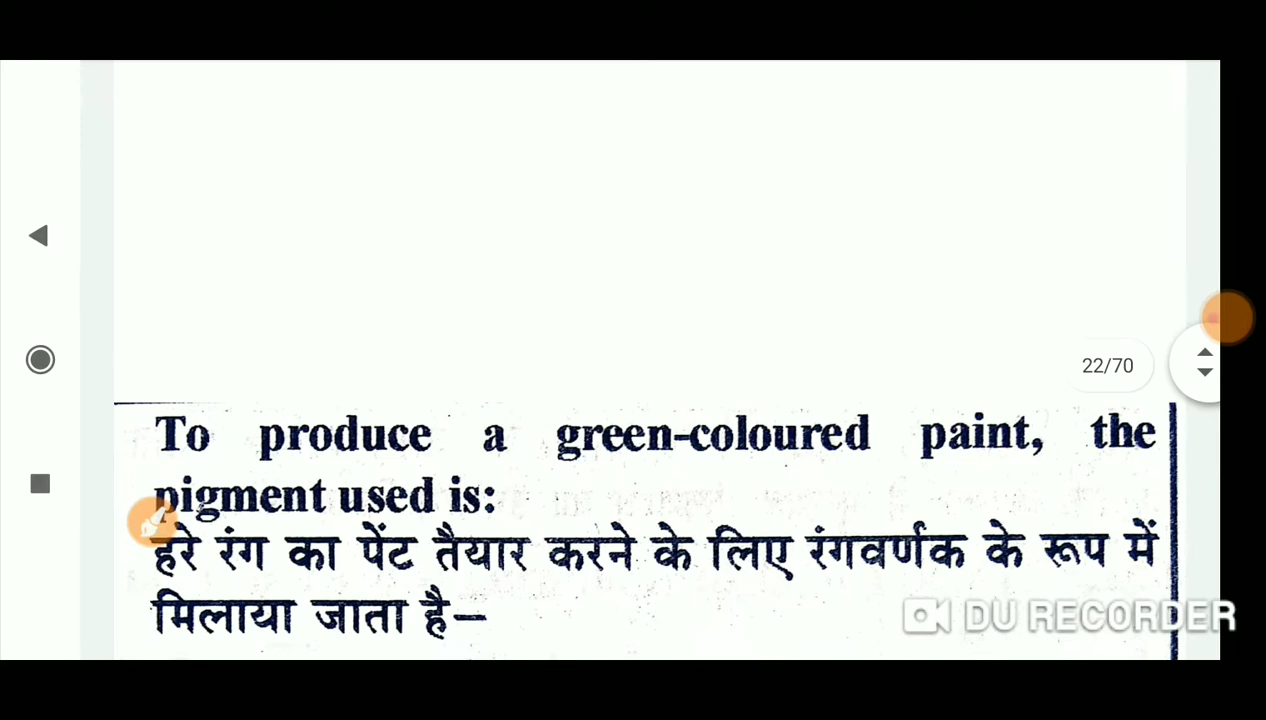 22/70
To produce a green-coloured paint, the
pigment used is:
हरे रंग का पेंट तैयार करने के लिए रंगवर्णक के रूप में
मिलाया जाता है–
DU RECORDER